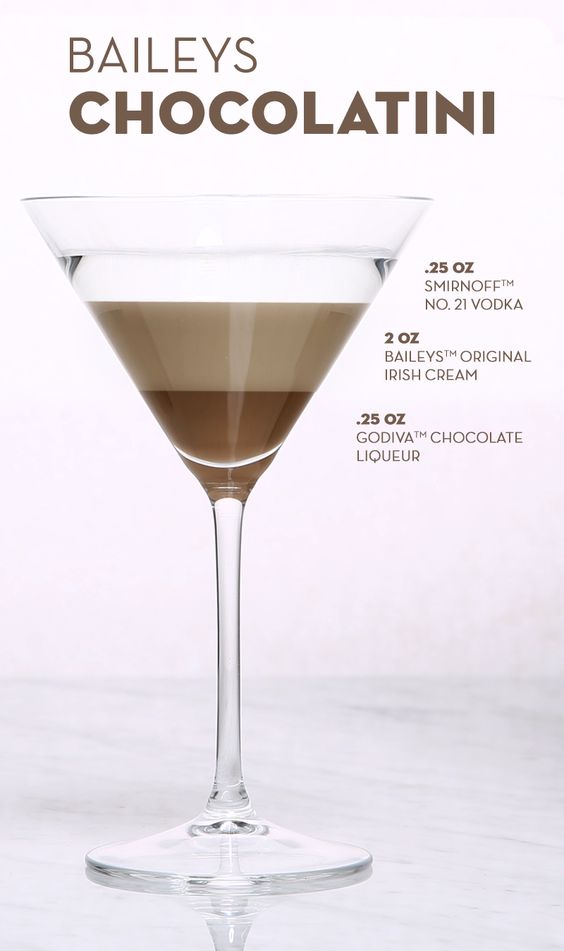 BAILEYS
CHOCOLATINI
.25 OZ
SMIRNOFF™
NO. 21 VODKA
2 OZ
BAILEYS™ ORIGINAL
IRISH CREAM
.25 OZ
GODIVA™ CHOCOLATE
LIQUEUR